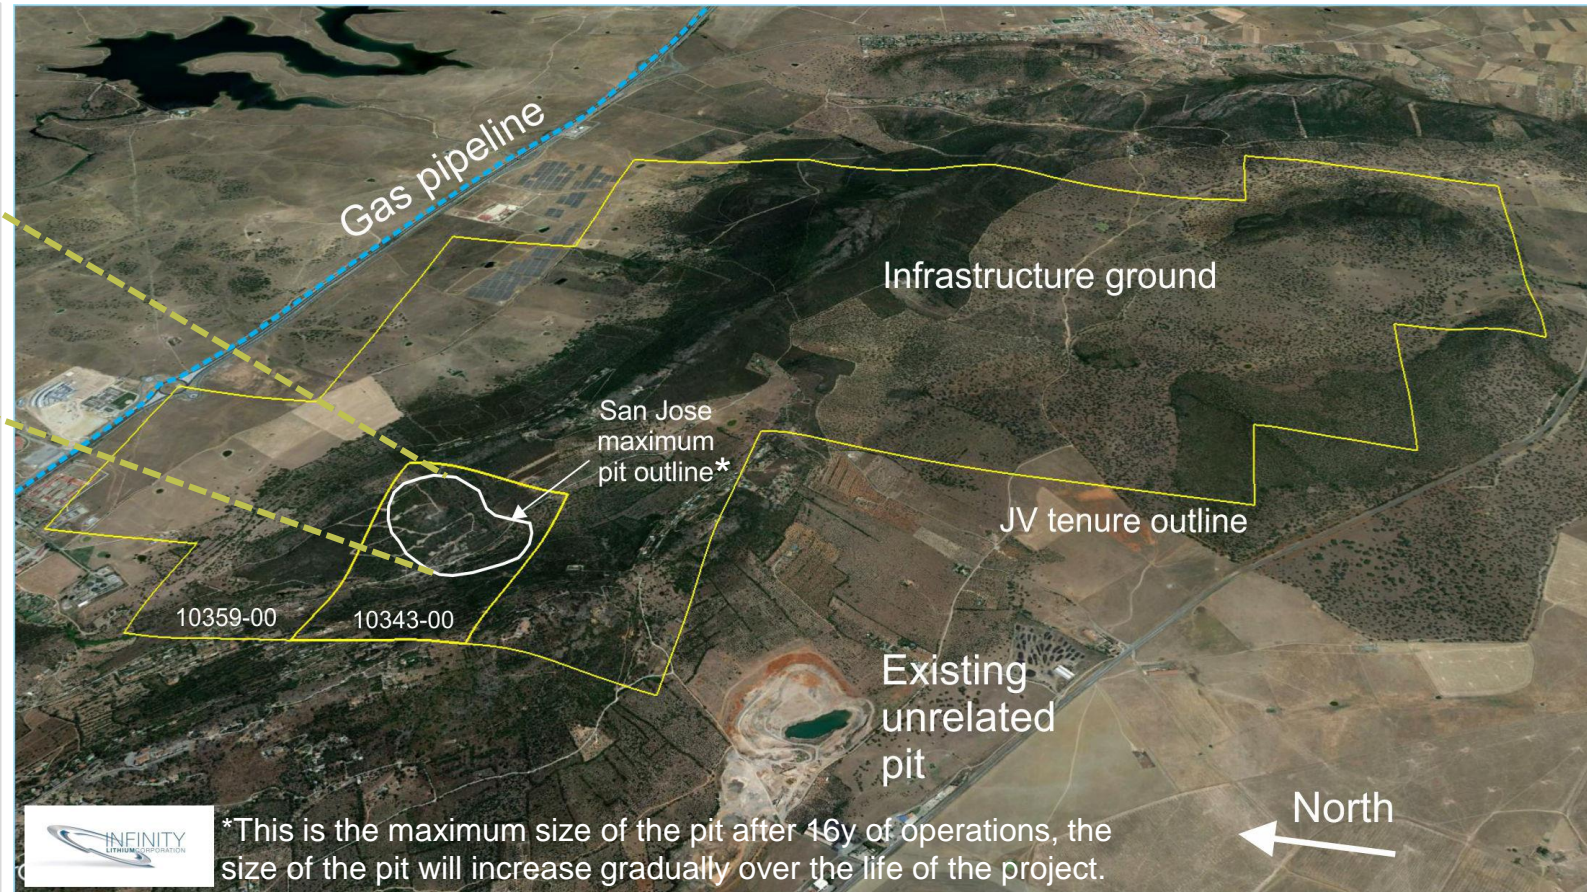 Gas pipeline
Infrastructure ground
San Jose
maximum
pit outline*
JV tenure outline
10359-00
10343-00
Existing
unrelated
pit
North
INFINITY
LITHIUMCORPORATION
*This is the maximum size of the pit after 16y of operations, the
size of the pit will increase gradually over the life of the project.